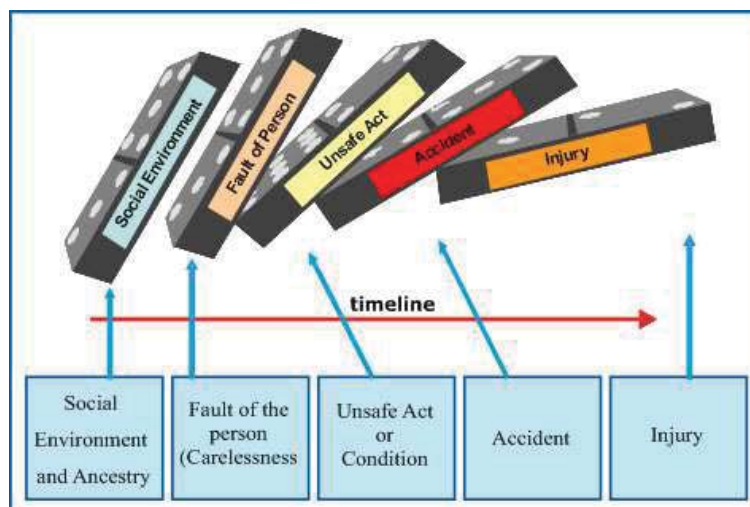 Social Environment
Fault of Person
Unsafe Act
Accident
Injury
timeline
Social
Environment
and Ancestry
Fault of the
person
(Carelessness
Unsafe Act
or
Condition
Accident
Injury